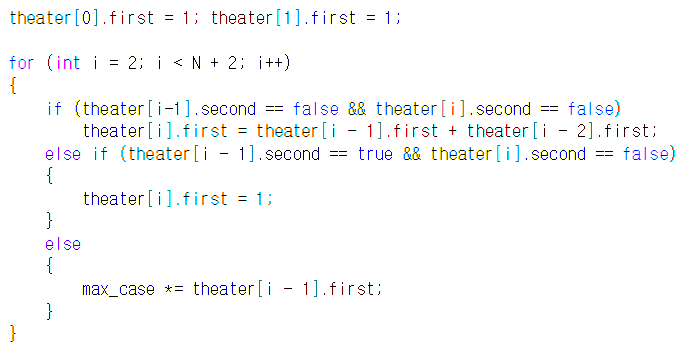 theater[0].first = 1; theater[1].first = 1;
for (int i = 2; i < N + 2; i++)
{
if (theater[i-1].second == false && theater[i].second == false)
theater[i].first = theater[i - 1].first + theater[i - 2].first;
else if (theater[i - 1].second == true && theater[i].second == false)
{
theater[i].first = 1;
}
else
{
max_case *= theater[i - 1].first;
}
}